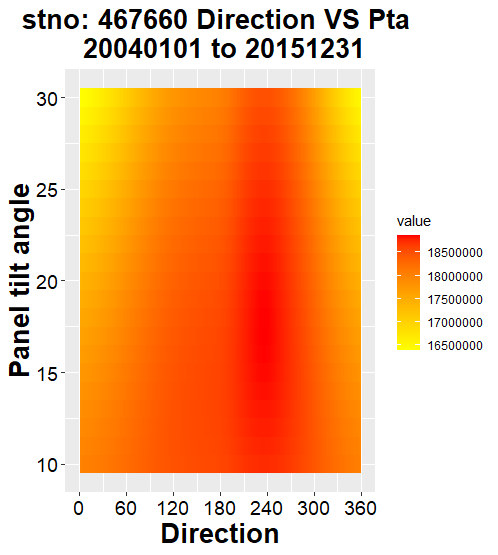 stno: 467660 Direction VS Pta
20040101 to 20151231
30
25
20
15
10
Panel tilt angle
0 60 120 180 240 300 360
Direction
value
18500000
18000000
17500000
17000000
16500000